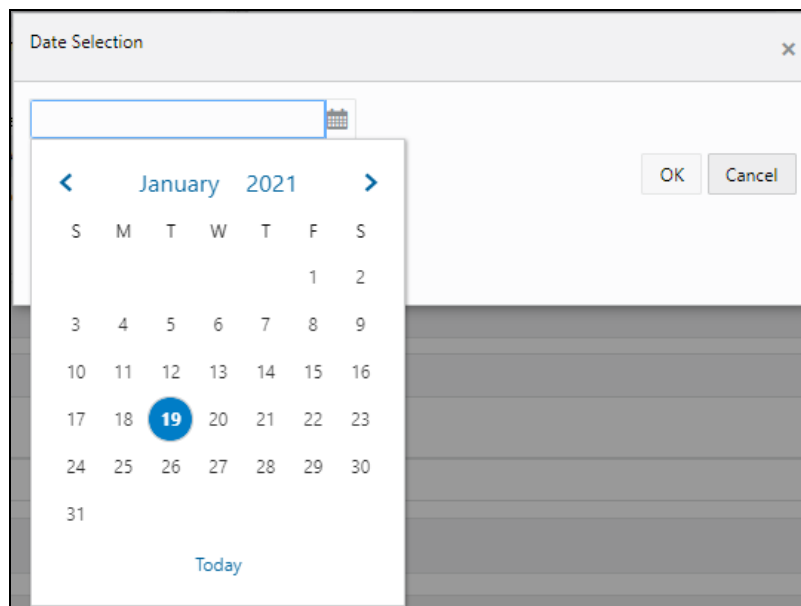 Date Selection
OK Cancel
January 2021
S M T W T F S
1 2
3 4 5 6 7 8 9
10 11 12 13 14 15 16
17 18 19 20 21 22 23
24 25 26 27 28 29 30
31
Today